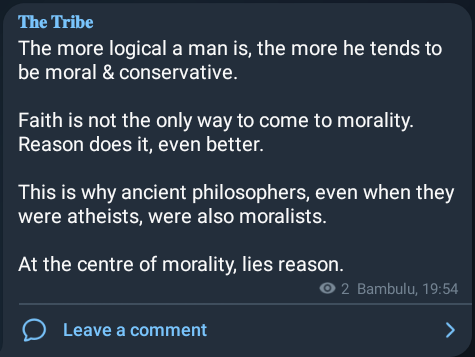 The Tribe
The more logical a man is, the more he tends to
be moral & conservative.
Faith is not the only way to come to morality.
Reason does it, even better.
This is why ancient philosophers, even when they
were atheists, were also moralists.
At the centre of morality, lies reason.
2 Bambulu, 19:54
Leave a comment